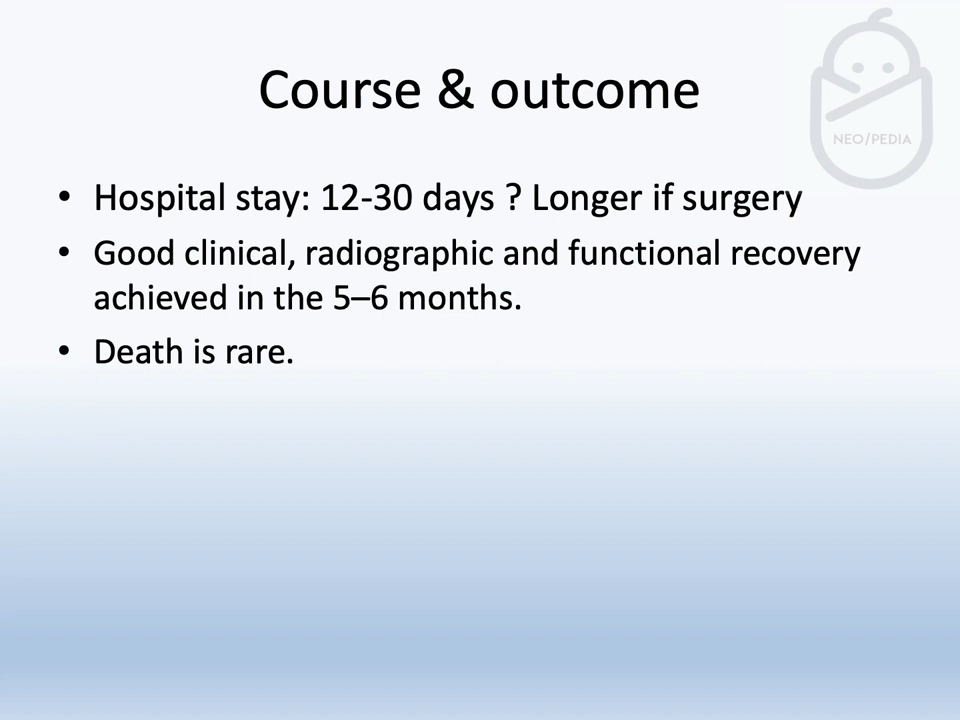 Course & outcome
NEO/PEDIA
• Hospital stay: 12-30 days ? Longer if surgery
• Good clinical, radiographic and functional recovery
achieved in the 5–6 months.
• Death is rare.